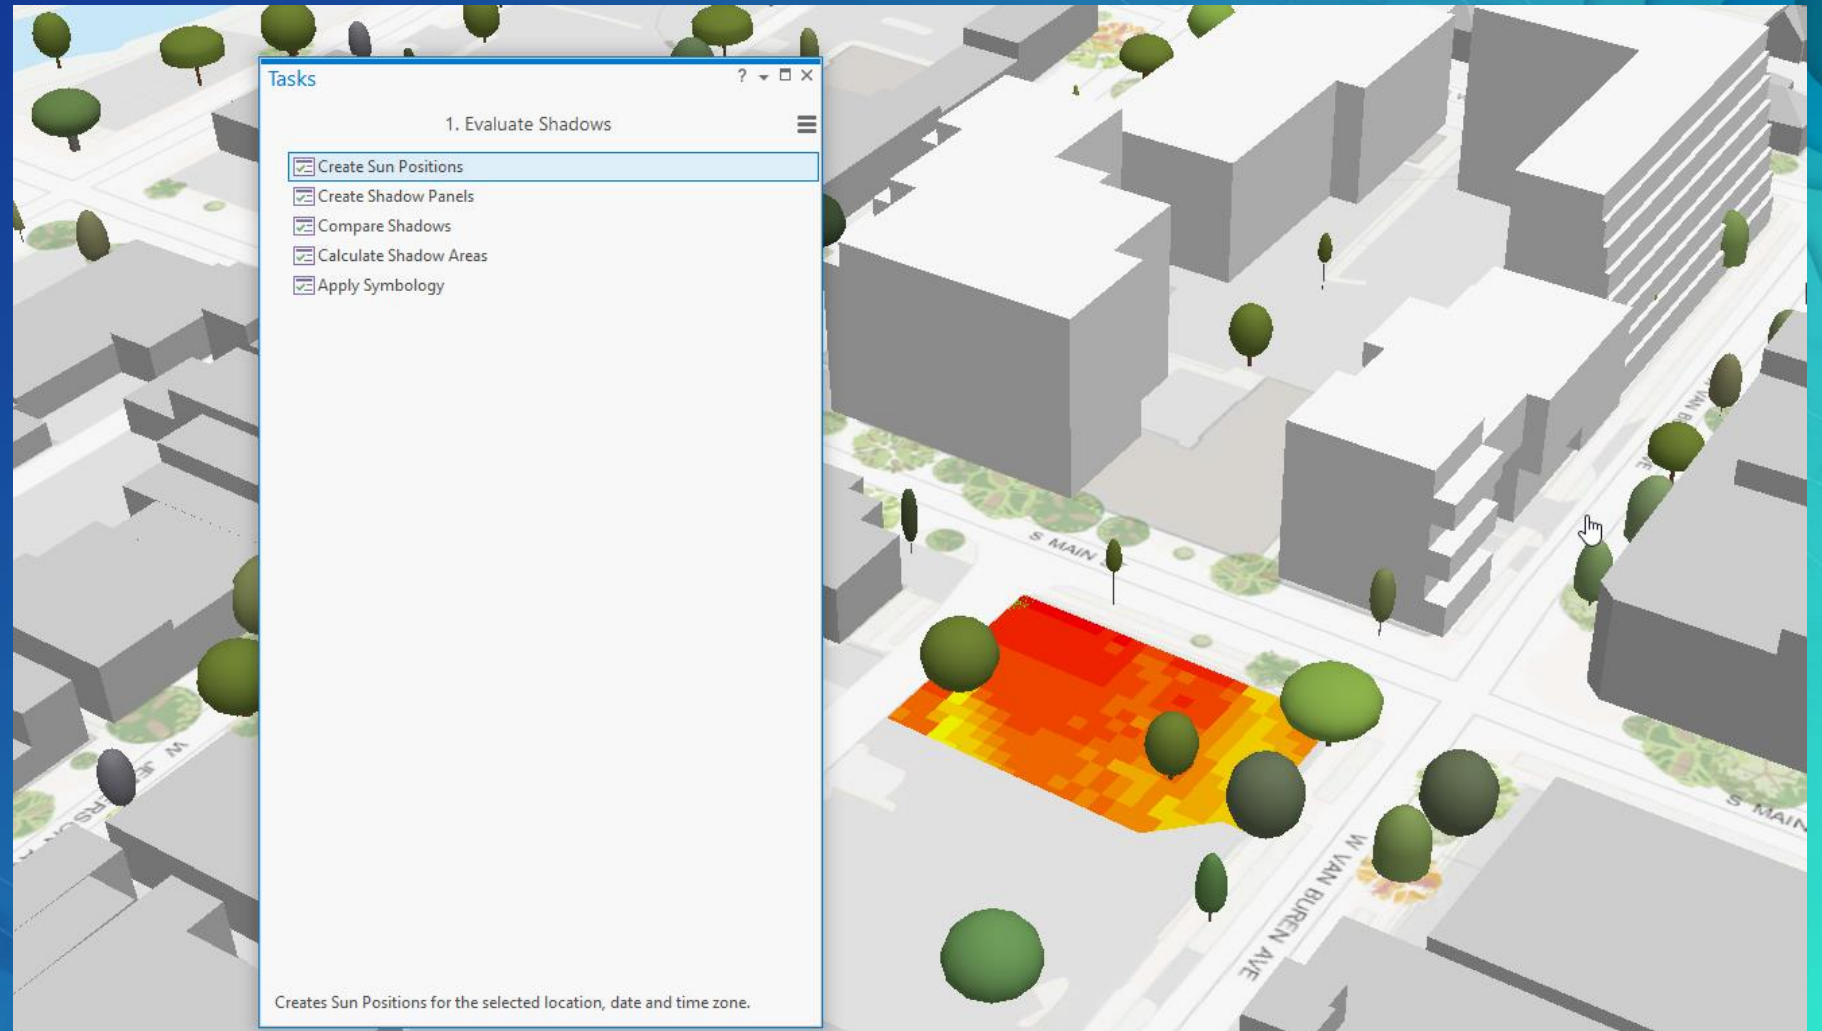 Tasks
?
1. Evaluate Shadows
Create Sun Positions
Create Shadow Panels
Compare Shadows
Calculate Shadow Areas
Apply Symbology
Creates Sun Positions for the selected location, date and time zone.
S MAIN
S MAIN
W VAN BUREN AVE